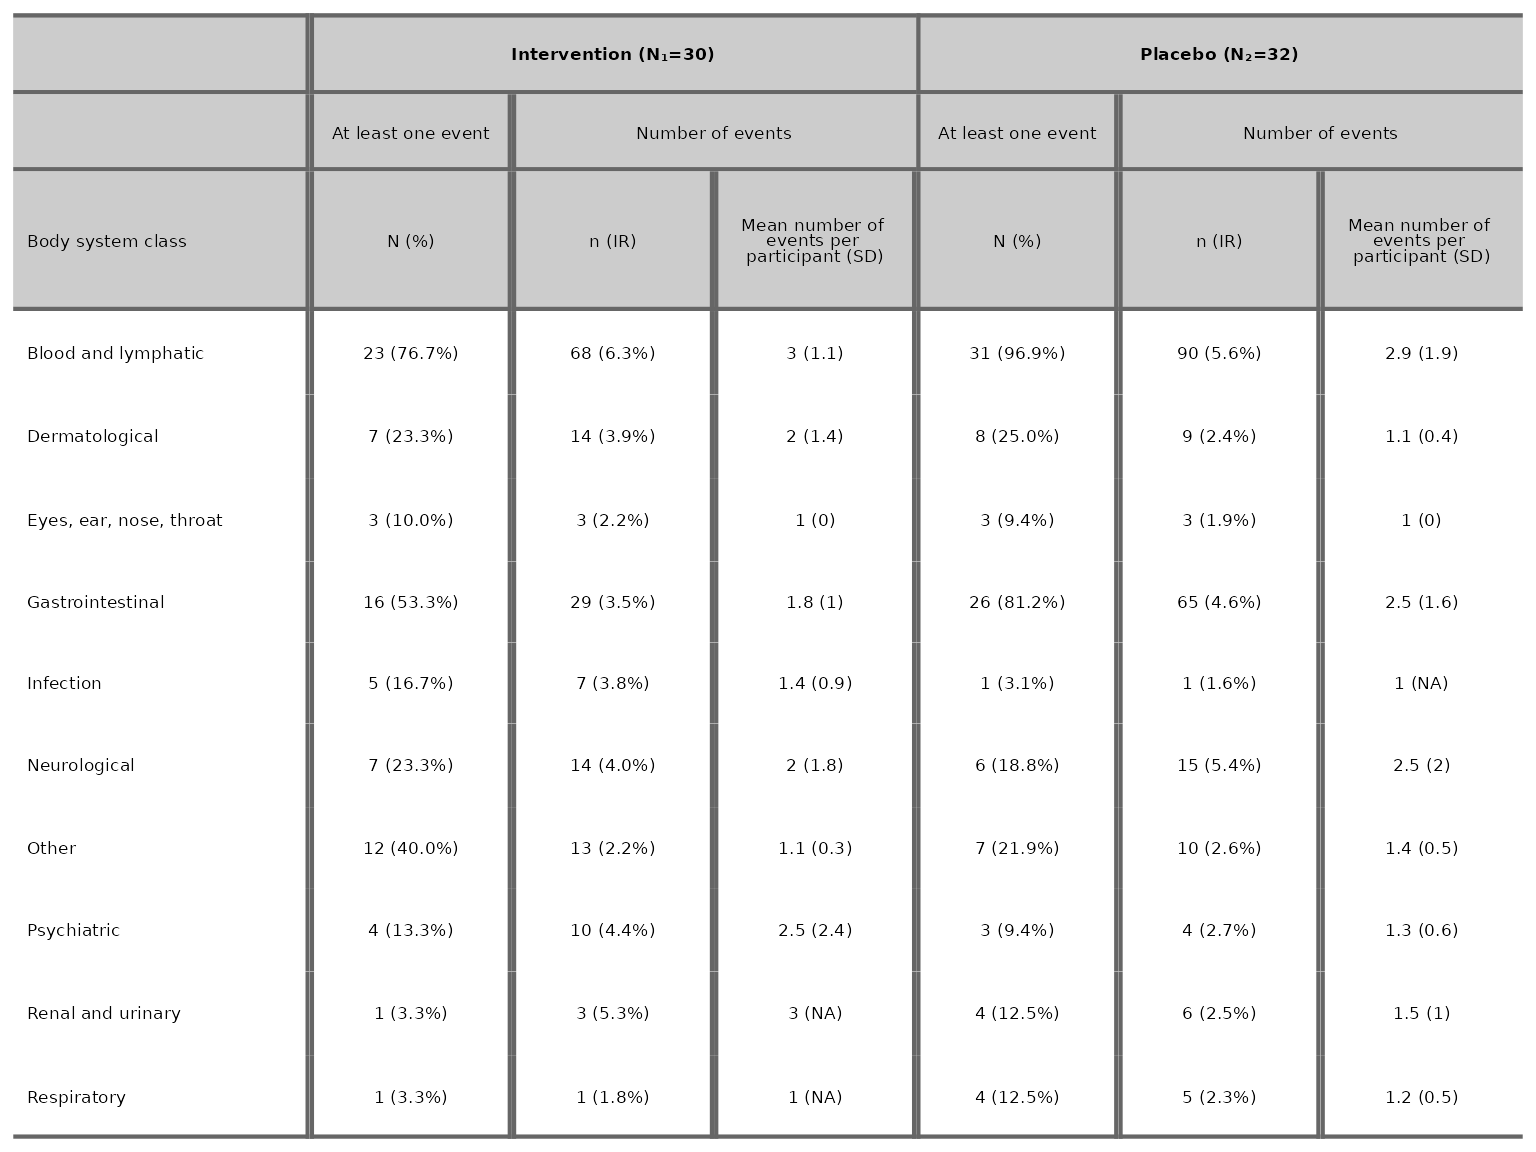 Intervention (N₁=30) Placebo (N₂=32)
At least one event Number of events At least one event Number of events
Body system class N (%) n (IR) Mean number of events per participant (SD) N (%) n (IR) Mean number of events per participant (SD)
Blood and lymphatic 23 (76.7%) 68 (6.3%) 3 (1.1) 31 (96.9%) 90 (5.6%) 2.9 (1.9)
Dermatological 7 (23.3%) 14 (3.9%) 2 (1.4) 8 (25.0%) 9 (2.4%) 1.1 (0.4)
Eyes, ear, nose, throat 3 (10.0%) 3 (2.2%) 1 (0) 3 (9.4%) 3 (1.9%) 1 (0)
Gastrointestinal 16 (53.3%) 29 (3.5%) 1.8 (1) 26 (81.2%) 65 (4.6%) 2.5 (1.6)
Infection 5 (16.7%) 7 (3.8%) 1.4 (0.9) 1 (3.1%) 1 (1.6%) 1 (NA)
Neurological 7 (23.3%) 14 (4.0%) 2 (1.8) 6 (18.8%) 15 (5.4%) 2.5 (2)
Other 12 (40.0%) 13 (2.2%) 1.1 (0.3) 7 (21.9%) 10 (2.6%) 1.4 (0.5)
Psychiatric 4 (13.3%) 10 (4.4%) 2.5 (2.4) 3 (9.4%) 4 (2.7%) 1.3 (0.6)
Renal and urinary 1 (3.3%) 3 (5.3%) 3 (NA) 4 (12.5%) 6 (2.5%) 1.5 (1)
Respiratory 1 (3.3%) 1 (1.8%) 1 (NA) 4 (12.5%) 5 (2.3%) 1.2 (0.5)